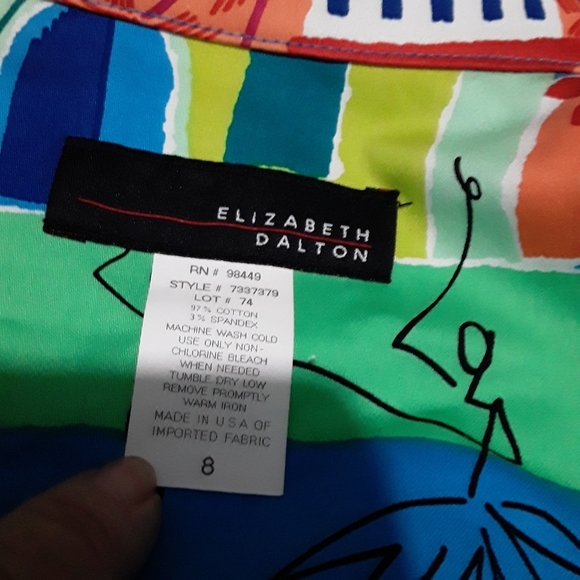 ELIZABETH
DALTON
RN # 98449
STYLE # 7337379
LOT # 74
97% COTTON
3% SPANDEX
MACHINE WASH COLD
USE ONLY NON-
CHLORINE BLEACH
WHEN NEEDED
TUMBLE DRY LOW
REMOVE PROMPTLY
WARM IRON
MADE IN U S A OF
IMPORTED FABRIC
8